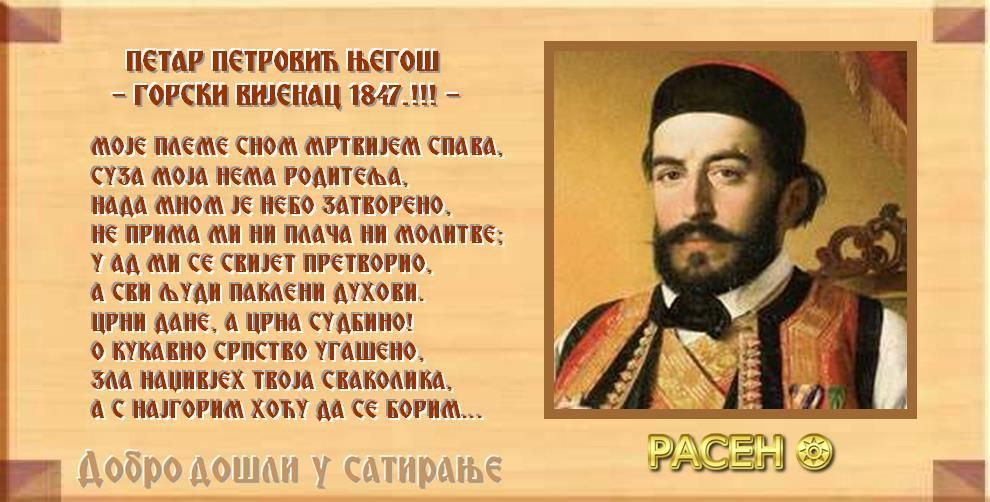 ПЕТАР ПЕТРОВИЋ ЊЕГОШ
– ГОРСКИ ВИЈЕНАЦ 1847.!!! –
МОЈЕ ПЛЕМЕ СНОМ МРТВИЈЕМ СПАВА,
СУЗА МОЈА НЕМА РОДИТЕЉА,
НАДА МНОМ ЈЕ НЕБО ЗАТВОРЕНО,
НЕ ПРИМА МИ НИ ПЛАЧА НИ МОЛИТВЕ;
У АД МИ СЕ СВИЈЕТ ПРЕТВОРИО,
А СВИ ЉУДИ ПАКЛЕНИ ДУХОВИ.
ЦРНИ ДАНЕ, А ЦРНА СУДБИНО!
О КУКАВНО СРПСТВО УГАШЕНО,
ЗЛА НАЏИВЈЕХ ТВОЈА СВАКОЛИКА,
А С НАЈГОРИМ ХОЋУ ДА СЕ БОРИМ...
Добро дошли у сатирање
РАСЕН